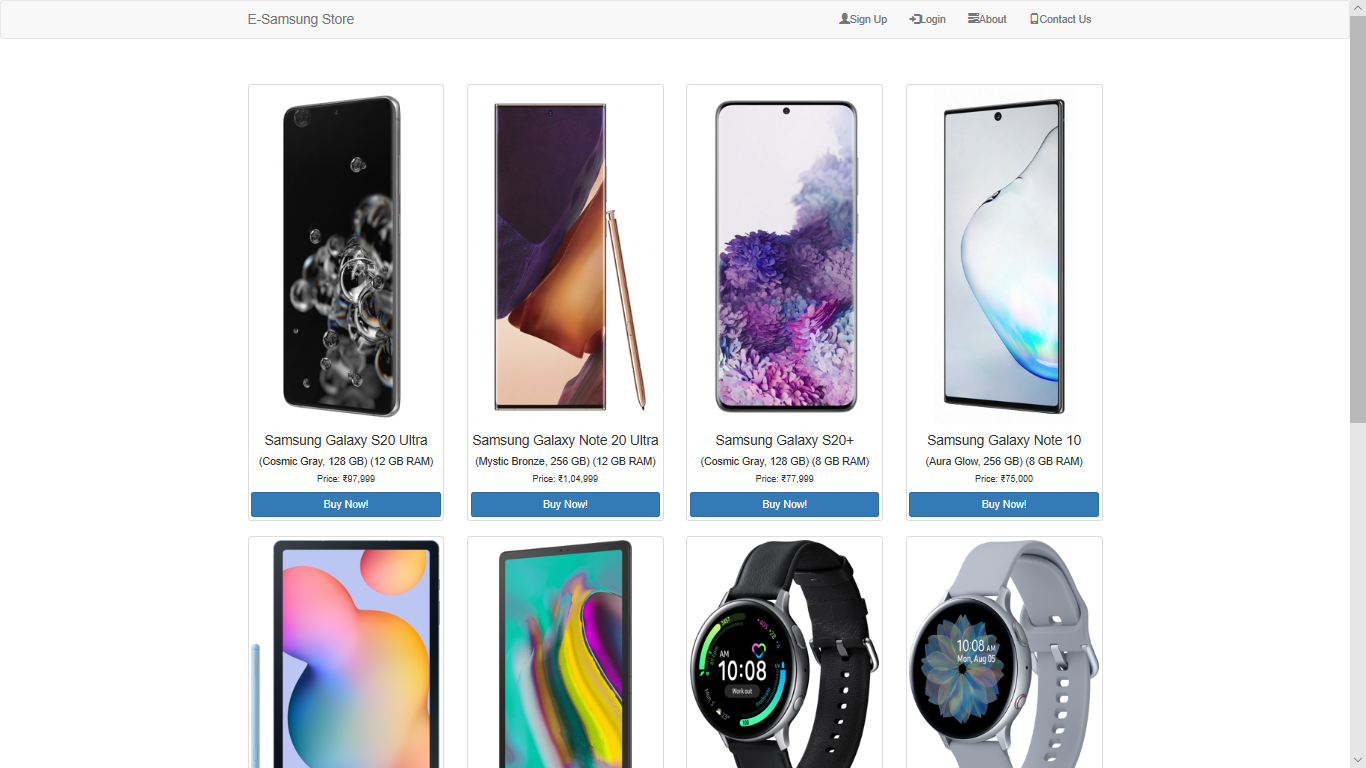 E-Samsung Store
Sign Up
Login
About
Contact Us
Samsung Galaxy S20 Ultra
(Cosmic Gray, 128 GB) (12 GB RAM)
Price: ₹97,999
Buy Now!
Samsung Galaxy Note 20 Ultra
(Mystic Bronze, 256 GB) (12 GB RAM)
Price: ₹1,04,999
Buy Now!
Samsung Galaxy S20+
(Cosmic Gray, 128 GB) (8 GB RAM)
Price: ₹77,999
Buy Now!
Samsung Galaxy Note 10
(Aura Glow, 256 GB) (8 GB RAM)
Price: ₹75,000
Buy Now!
AM
10:08
Work out
10:08 AM
Mon, Aug 05